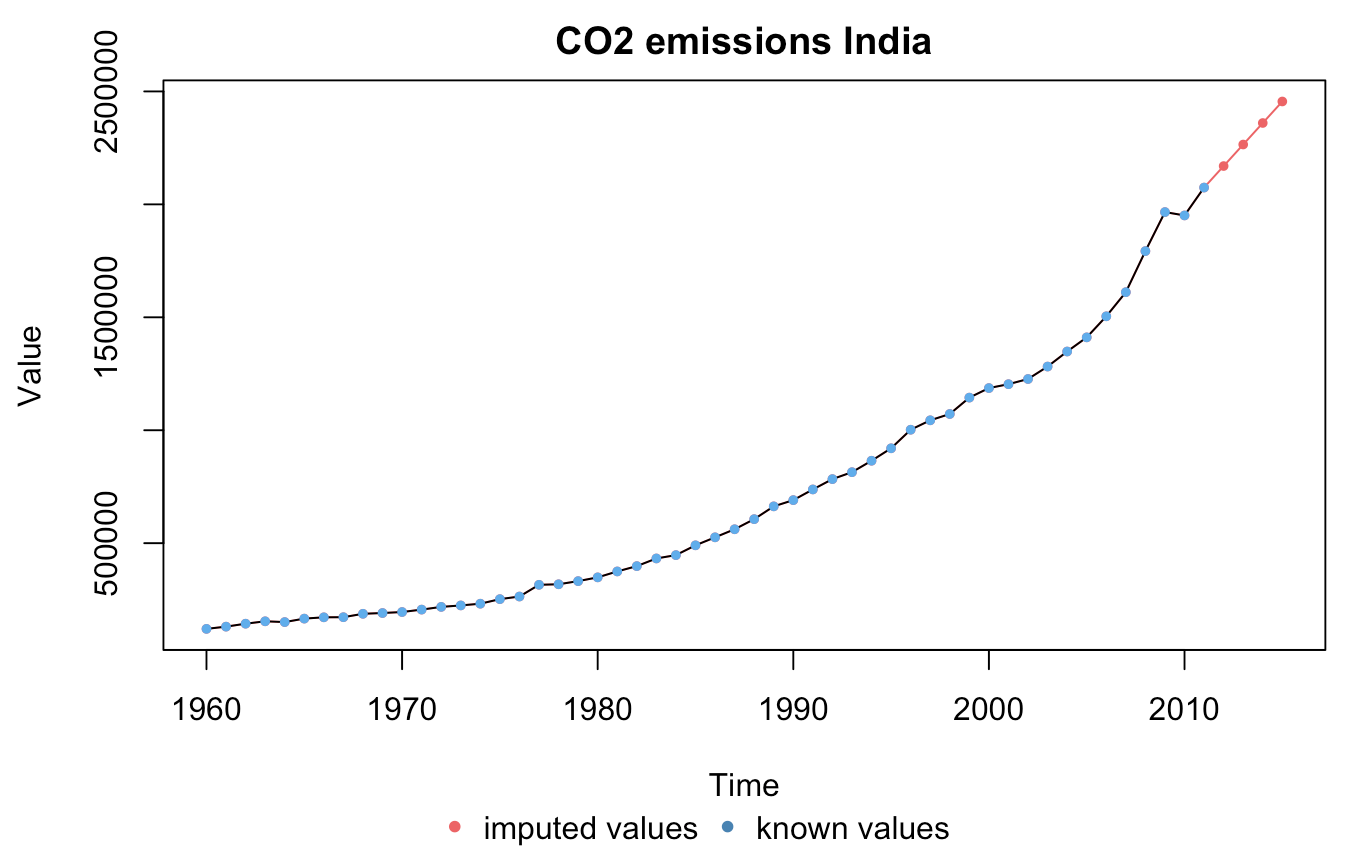 CO2 emissions India
2500000
1500000
500000
Value
1960 1970 1980 1990 2000 2010
Time
imputed values known values